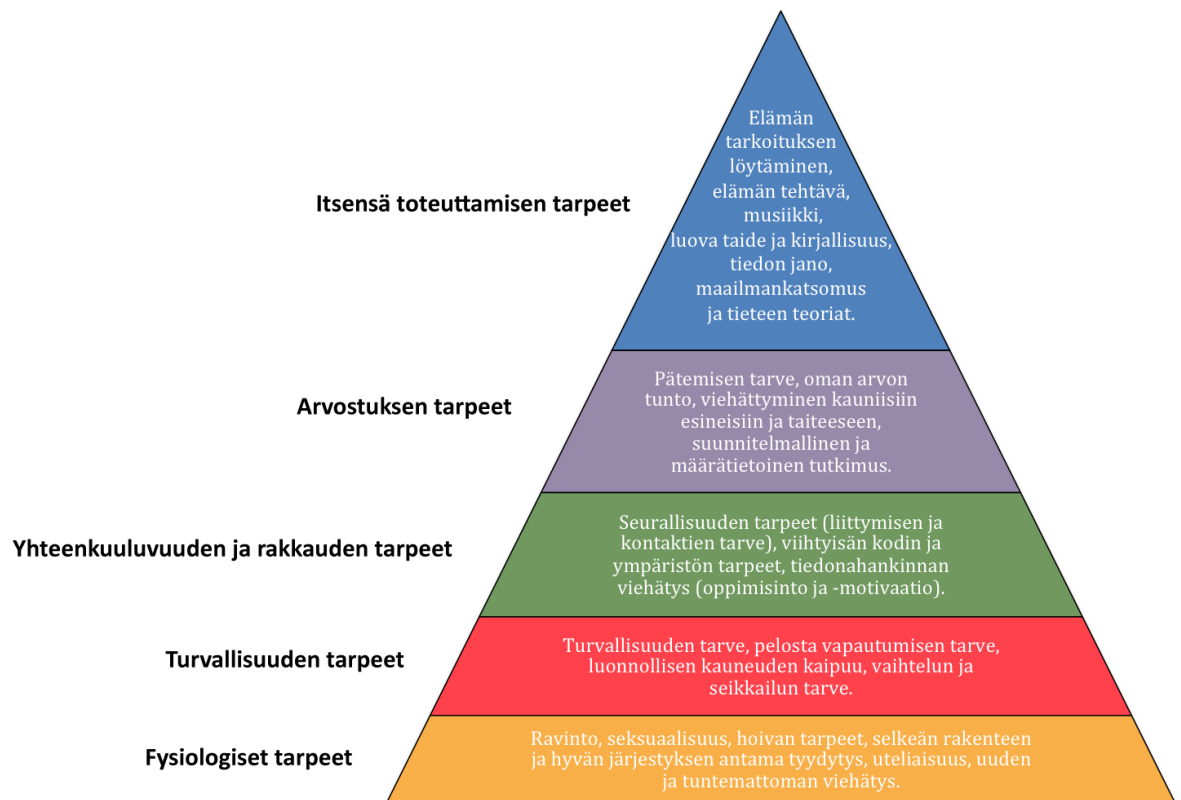 Itsensä toteuttamisen tarpeet
Elämän
tarkoituksen
löytäminen,
elämän tehtävä,
musiikki,
luova taide ja kirjallisuus,
tiedon jano,
maailmankatsomus
ja tieteen teoriat.
Arvostuksen tarpeet
Pätemisen tarve, oman arvon
tunto, viehättyminen kauniisiin
esineisiin ja taiteeseen,
suunnitelmallinen ja
määrätietoinen tutkimus.
Yhteenkuuluvuuden ja rakkauden tarpeet
Seurallisuuden tarpeet (liittymisen ja
kontaktien tarve), viihtyisän kodin ja
ympäristön tarpeet, tiedonahankinnan
viehätys (oppimisinto ja -motivaatio).
Turvallisuuden tarpeet
Turvallisuuden tarve, pelosta vapautumisen tarve,
luonnollisen kauneuden kaipuu, vaihtelun ja
seikkailun tarve.
Fysiologiset tarpeet
Ravinto, seksuaalisuus, hoivan tarpeet, selkeän rakenteen
ja hyvän järjestyksen antama tyydytys, uteliaisuus, uuden
ja tuntemattoman viehätys.